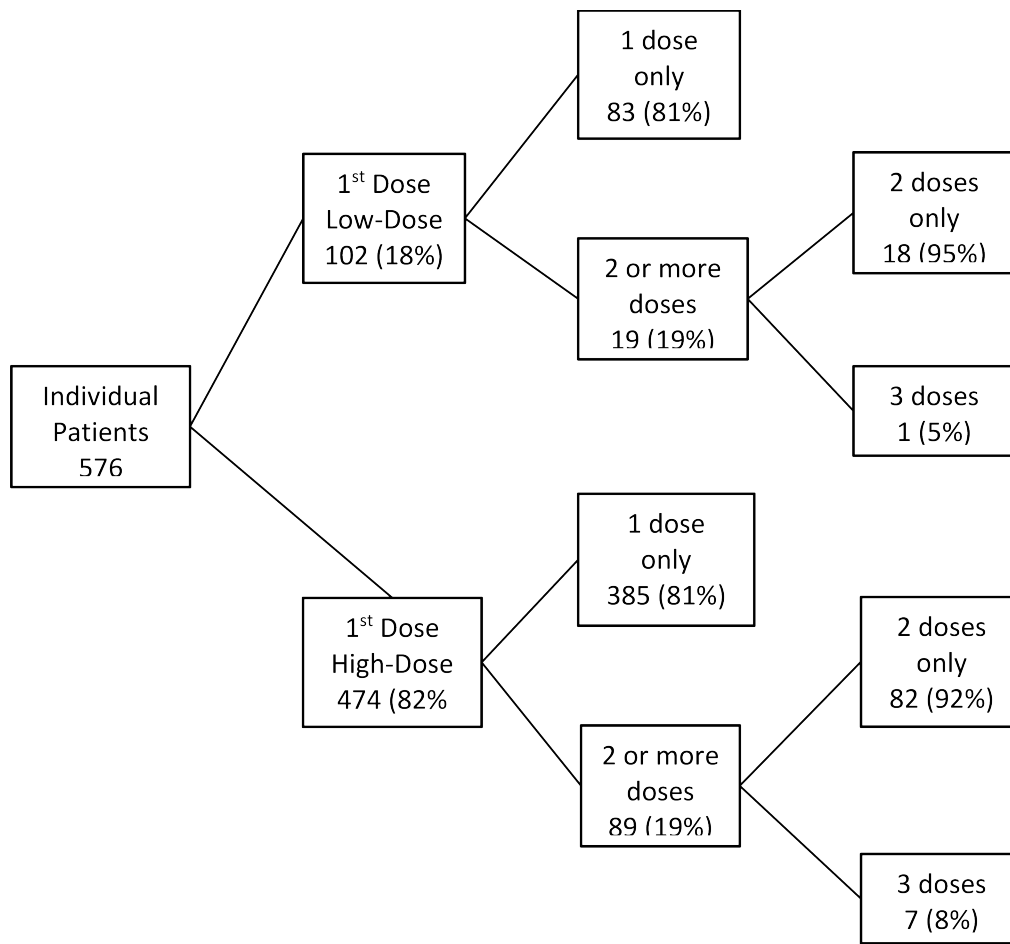 Individual
Patients
576
1st Dose
Low-Dose
102 (18%)
1 dose
only
83 (81%)
2 or more
doses
19 (19%)
2 doses
only
18 (95%)
3 doses
1 (5%)
1st Dose
High-Dose
474 (82%
1 dose
only
385 (81%)
2 or more
doses
89 (19%)
2 doses
only
82 (92%)
3 doses
7 (8%)